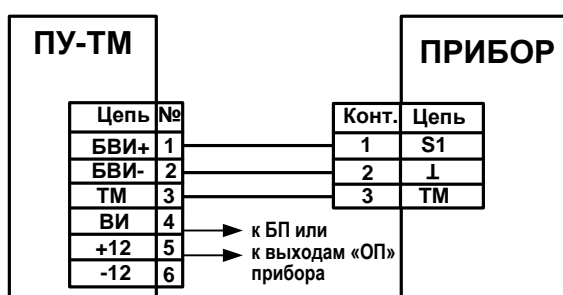 ПУ-ТМ
ПРИБОР
Цепь №
БВИ+ 1
БВИ- 2
ТМ 3
ВИ 4
+12 5
-12 6
Конт. Цепь
1 S1
2 ⊥
3 ТМ
к БП или
к выходам «ОП»
прибора